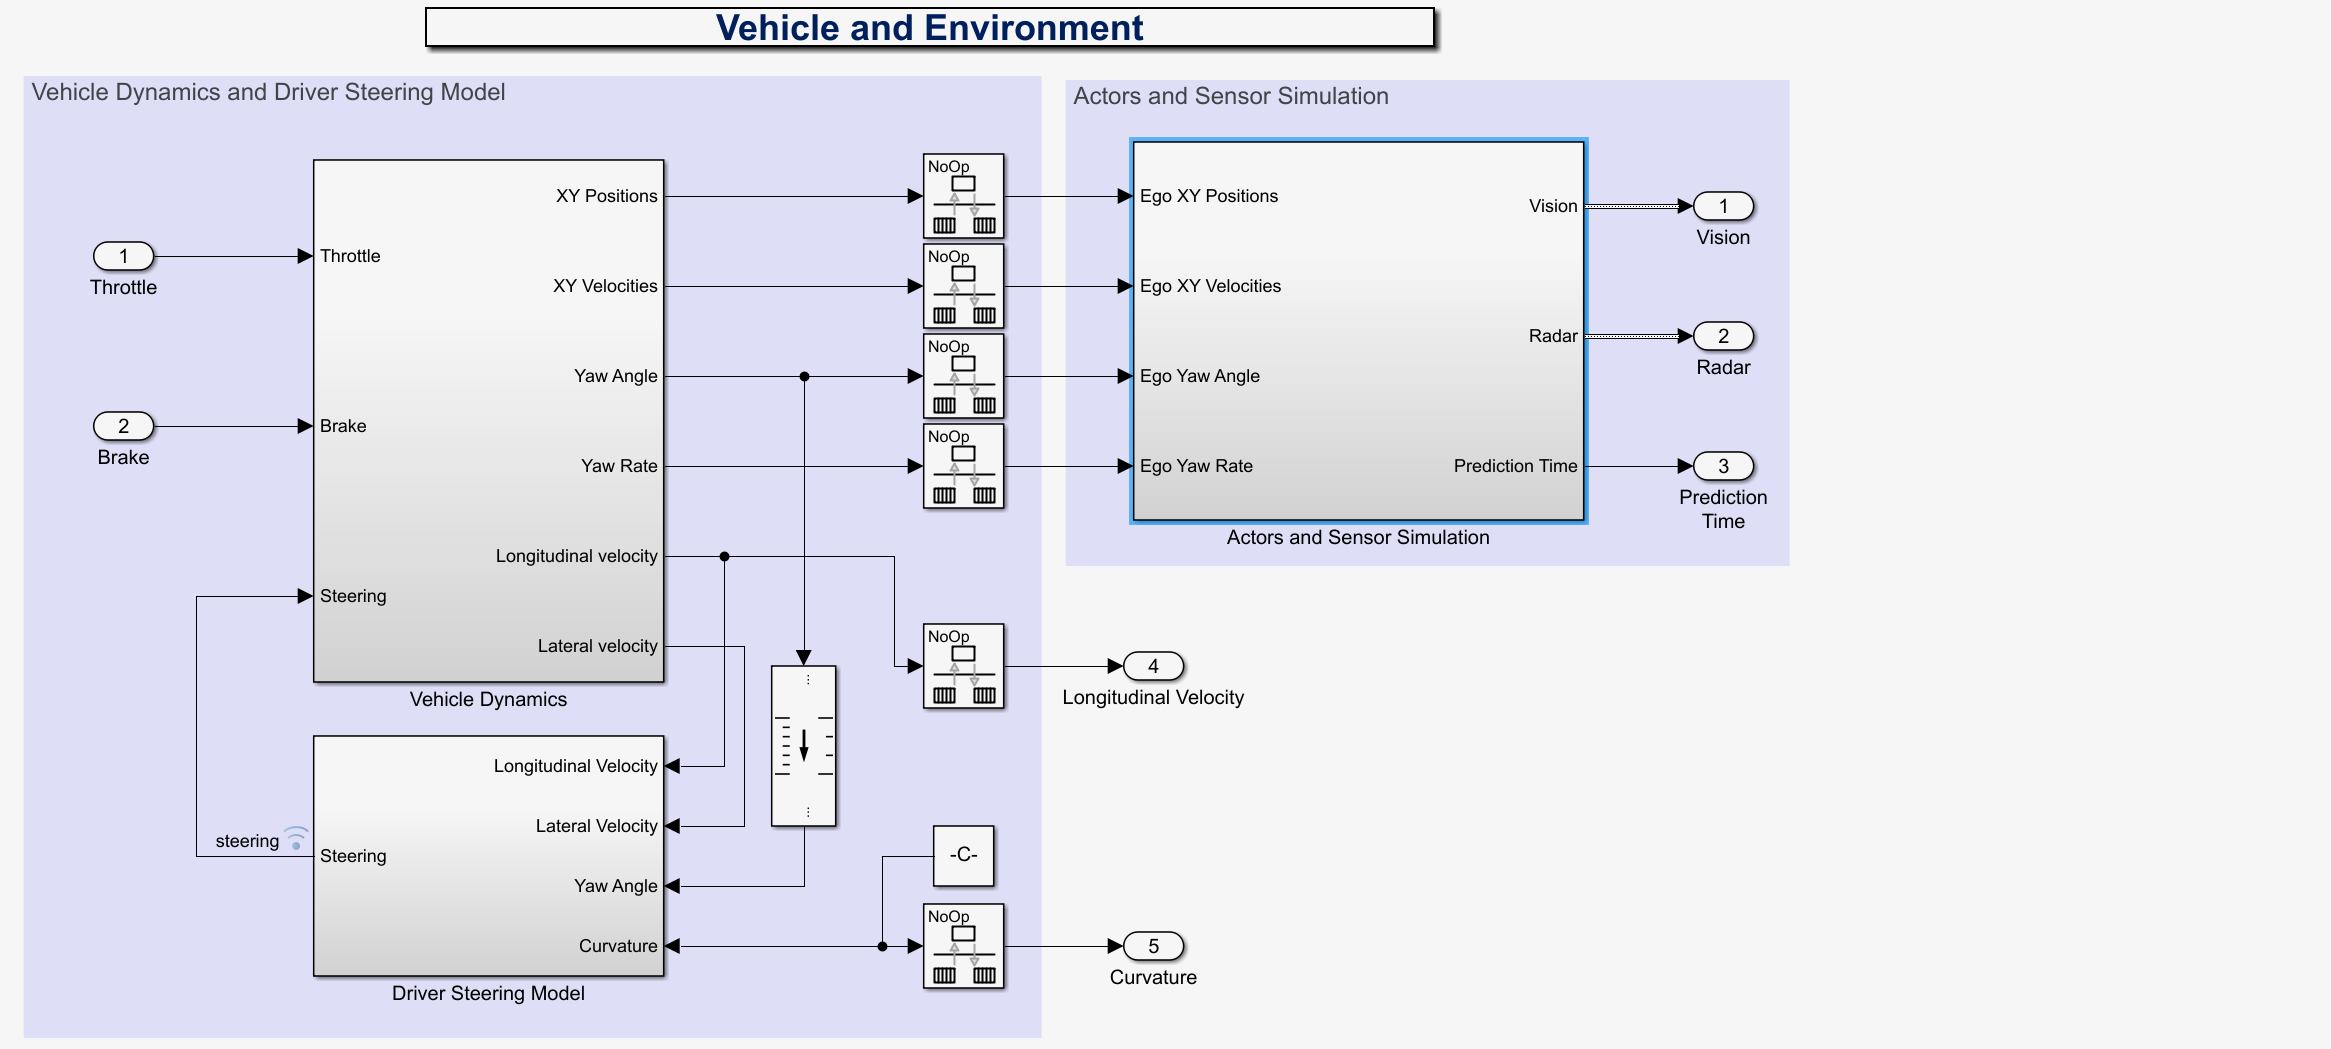 Vehicle and Environment
Vehicle Dynamics and Driver Steering Model
1
Throttle
2
Brake
Throttle
Brake
Steering
XY Positions
XY Velocities
Yaw Angle
Yaw Rate
Longitudinal velocity
Lateral velocity
Vehicle Dynamics
steering
Steering
Longitudinal Velocity
Lateral Velocity
Yaw Angle
Curvature
Driver Steering Model
NoOp
NoOp
NoOp
NoOp
NoOp
-C-
NoOp
Actors and Sensor Simulation
Ego XY Positions
Ego XY Velocities
Ego Yaw Angle
Ego Yaw Rate
Vision
Radar
Prediction Time
Actors and Sensor Simulation
1
Vision
2
Radar
3
Prediction
Time
4
Longitudinal Velocity
5
Curvature